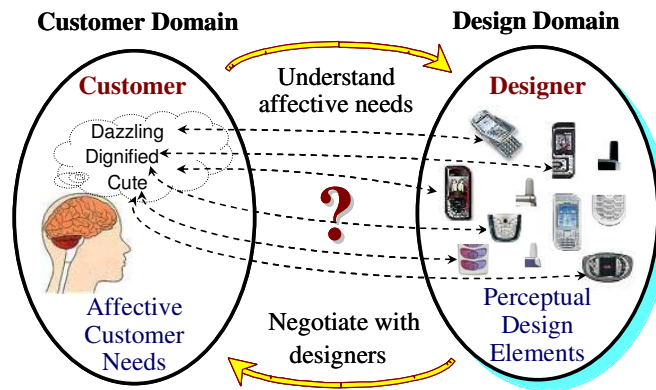 Customer Domain
Design Domain
Customer
Understand
affective needs
Designer
Dazzling
Dignified
Cute
?
Affective
Customer
Needs
Negotiate with
designers
Perceptual
Design
Elements